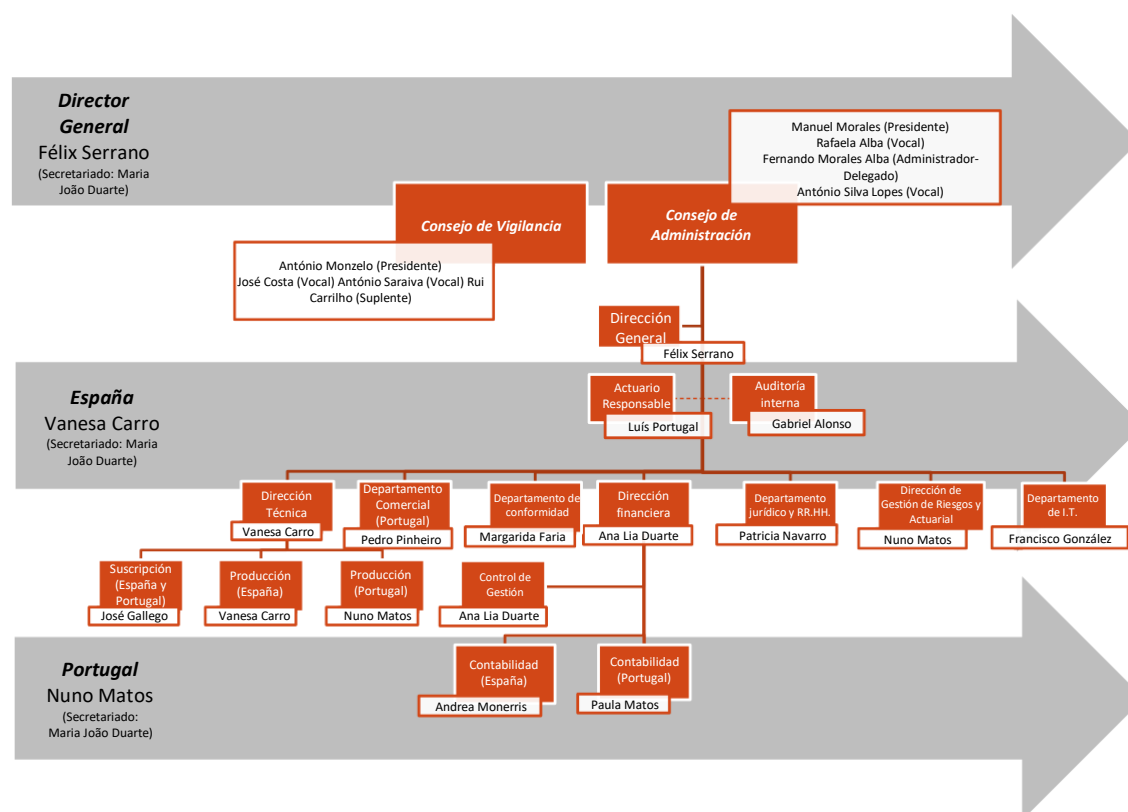 Director
General
Félix Serrano
(Secretariado: Maria
João Duarte)
Manuel Morales (Presidente)
Rafaela Alba (Vocal)
Fernando Morales Alba (Administrador-
Delegado)
António Silva Lopes (Vocal)
Consejo de Vigilancia
Consejo de
Administración
António Monzelo (Presidente)
José Costa (Vocal) António Saraiva (Vocal) Rui
Carrilho (Suplente)
Dirección
General
Félix Serrano
España
Vanesa Carro
(Secretariado: Maria
João Duarte)
Actuario
Responsable
Luís Portugal
Auditoría
interna
Gabriel Alonso
Dirección
Técnica
Vanesa Carro
Departamento
Comercial
(Portugal)
Pedro Pinheiro
Departamento de
conformidad
Margarida Faria
Dirección
financiera
Ana Lia Duarte
Departamento
jurídico y RR.HH.
Patricia Navarro
Dirección de
Gestión de Riesgos y
Actuarial
Nuno Matos
Departamento
de I.T.
Francisco González
Suscripción
(España y
Portugal)
José Gallego
Producción
(España)
Vanesa Carro
Producción
(Portugal)
Nuno Matos
Control de
Gestión
Ana Lia Duarte
Portugal
Nuno Matos
(Secretariado:
Maria João Duarte)
Contabilidad
(España)
Andrea Monerris
Contabilidad
(Portugal)
Paula Matos